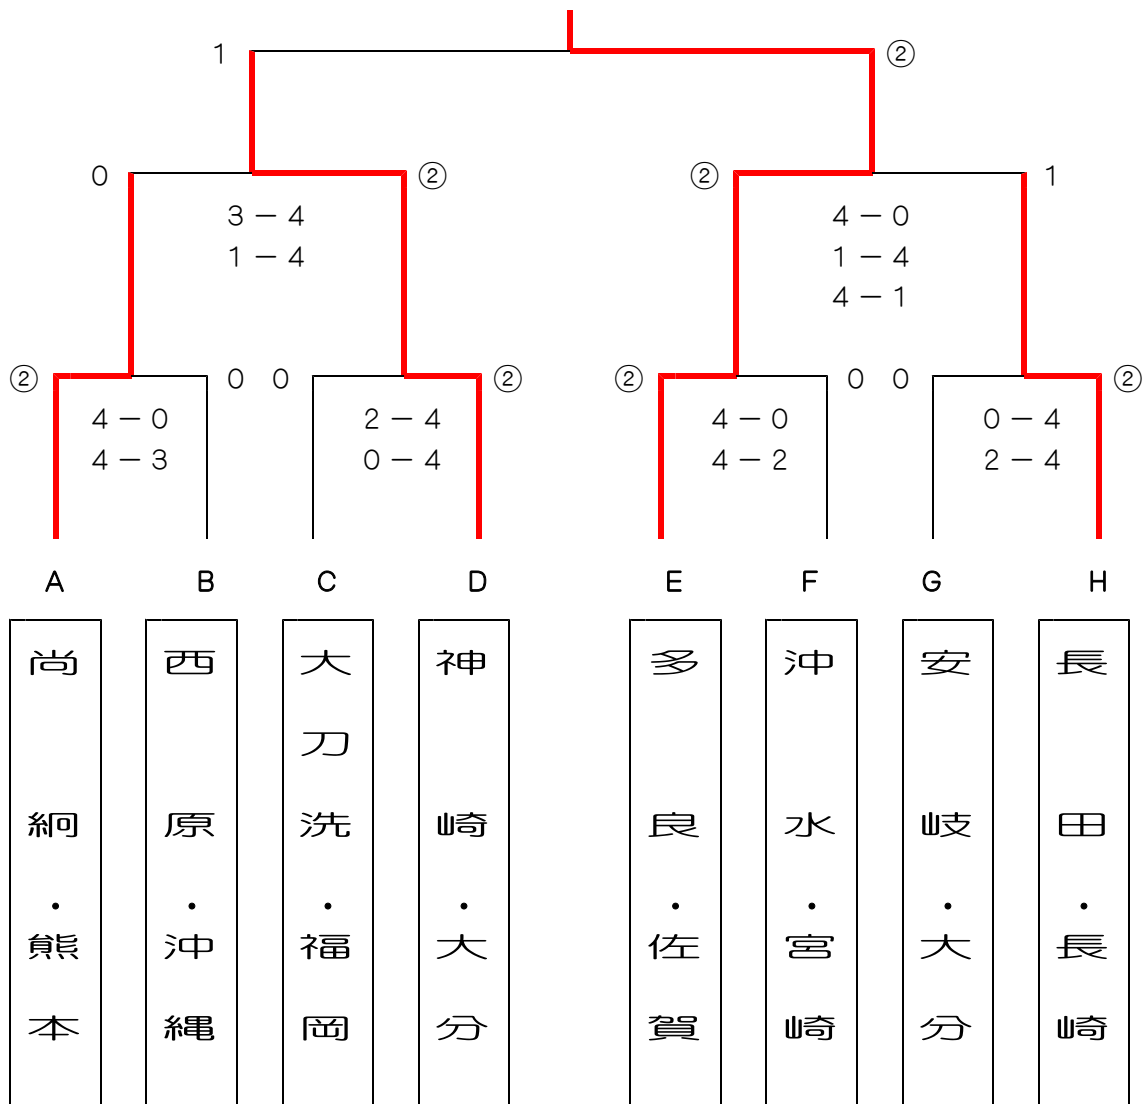 1 ②
0 ② ② 1
3－4 4－0
1－4 1－4
4－1
② 0 0 ② ② 0 0 ②
4－0 2－4 4－0 0－4
4－3 0－4 4－2 2－4
A B C D E F G H
尚絅・熊本
西原・沖縄
大刀洗・福岡
神崎・大分
多良・佐賀
沖水・宮崎
安岐・大分
長田・長崎